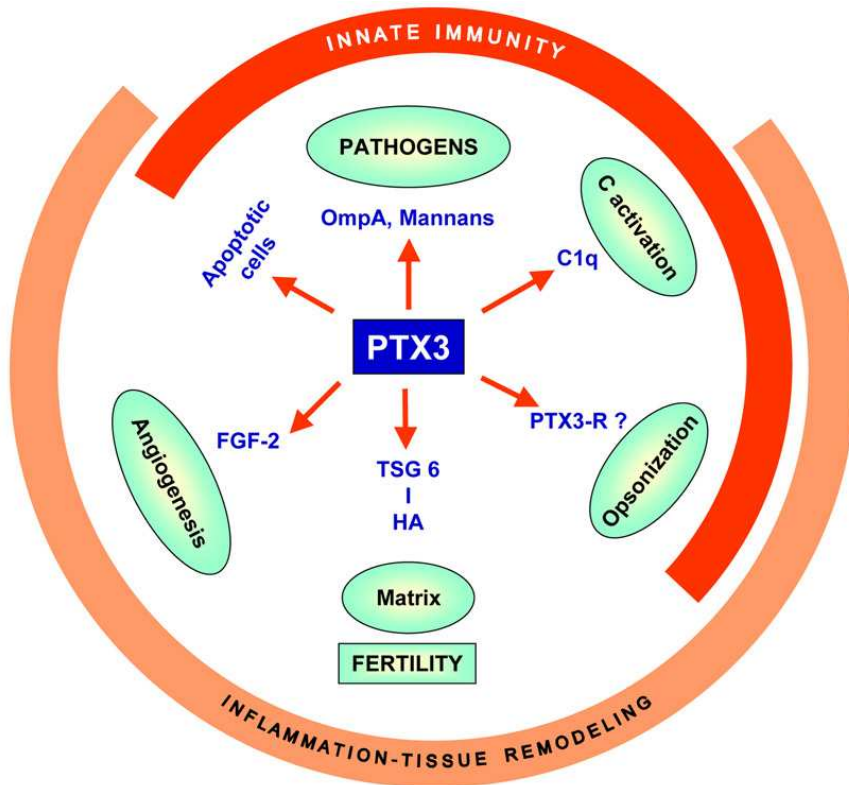 INNATE IMMUNITY
PATHOGENS
OmpA, Mannans
C activation
C1q
Apoptotic
cells
PTX3
PTX3-R ?
Opsonization
FGF-2
Angiogenesis
TSG 6
I
HA
Matrix
FERTILITY
INFLAMMATION-TISSUE REMODELING